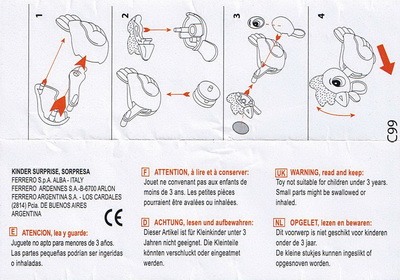 1
2
3
4
C99
KINDER SURPRISE, SORPRESA
FERRERO S.p.A. ALBA - ITALY
FERRERO ARDENNES S.A.-B-6700 ARLON
FERRERO ARGENTINA S.A. - LOS CARDALES
(2814) Pcia. DE BUENOS AIRES
ARGENTINA
CE
E ATENCION, lea y guarde:
Juguete no apto para menores de 3 años.
Las partes pequeñas podrían ser ingeridas
o inhaladas.
F ATTENTION, à lire et à conserver:
Jouet ne convenant pas aux enfants de
moins de 3 ans. Les petites pièces
pourraient être avalées ou inhalées.
D ACHTUNG, lesen und aufbewahren:
Dieser Artikel ist für Kleinkinder unter 3
Jahren nicht geeignet. Die Kleinteile
könnten verschluckt oder eingeatmet
werden.
UK WARNING, read and keep:
Toy not suitable for children under 3 years.
Small parts might be swallowed or
inhaled.
NL OPGELET, lezen en bewaren:
Dit voorwerp is niet geschikt voor kinderen
onder de 3 jaar.
De kleine stukjes kunnen ingeslikt of
opgesnoven worden.